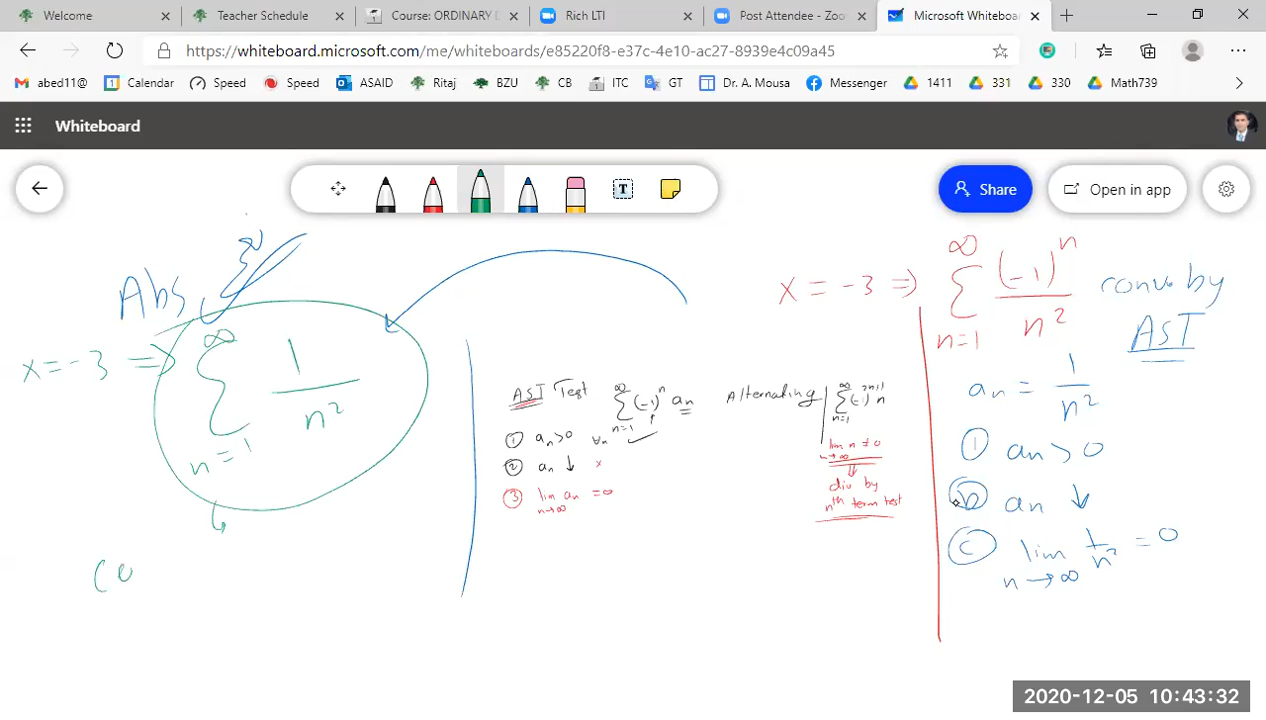 Welcome
Teacher Schedule
Course: ORDINARY D
Rich LTI
Post Attendee - Zoo
Microsoft Whiteboa
https://whiteboard.microsoft.com/me/whiteboards/e85220f8-e37c-4e10-ac27-8939e4c09a45
abed11@
Calendar
Speed
Speed
ASAID
Ritaj
BZU
CB
ITC
GT
Dr. A. Mousa
Messenger
1411
331
330
Math739
Whiteboard
T
Share
Open in app
Abs
x = -3 ⇒ ∑_{n=1}^{∞} 1/n²
(o
AST Test ∑_{n=1}^{∞} (-1)^n an
① an > 0 ∀n ✓
② an ↓ ×
③ lim_{n→∞} an = 0
Alternating
∑_{n=1}^{∞} (-1)^{2n+1} n
lim_{n→∞} n ≠ 0
⇓
div by
nth term test
x = -3 ⇒ ∑_{n=1}^{∞} (-1)^n / n² conv. by
AST
an = 1/n²
① an > 0
ⓑ an ↓
ⓒ lim_{n→∞} 1/n² = 0
2020-12-05 10:43:32